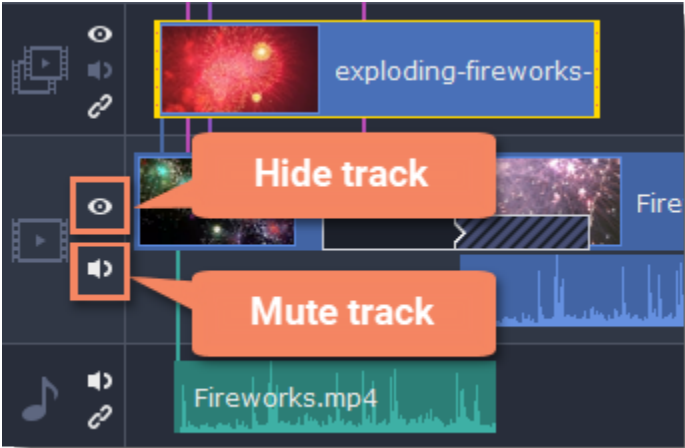 exploding-fireworks-
Hide track
Fire
Mute track
Fireworks.mp4